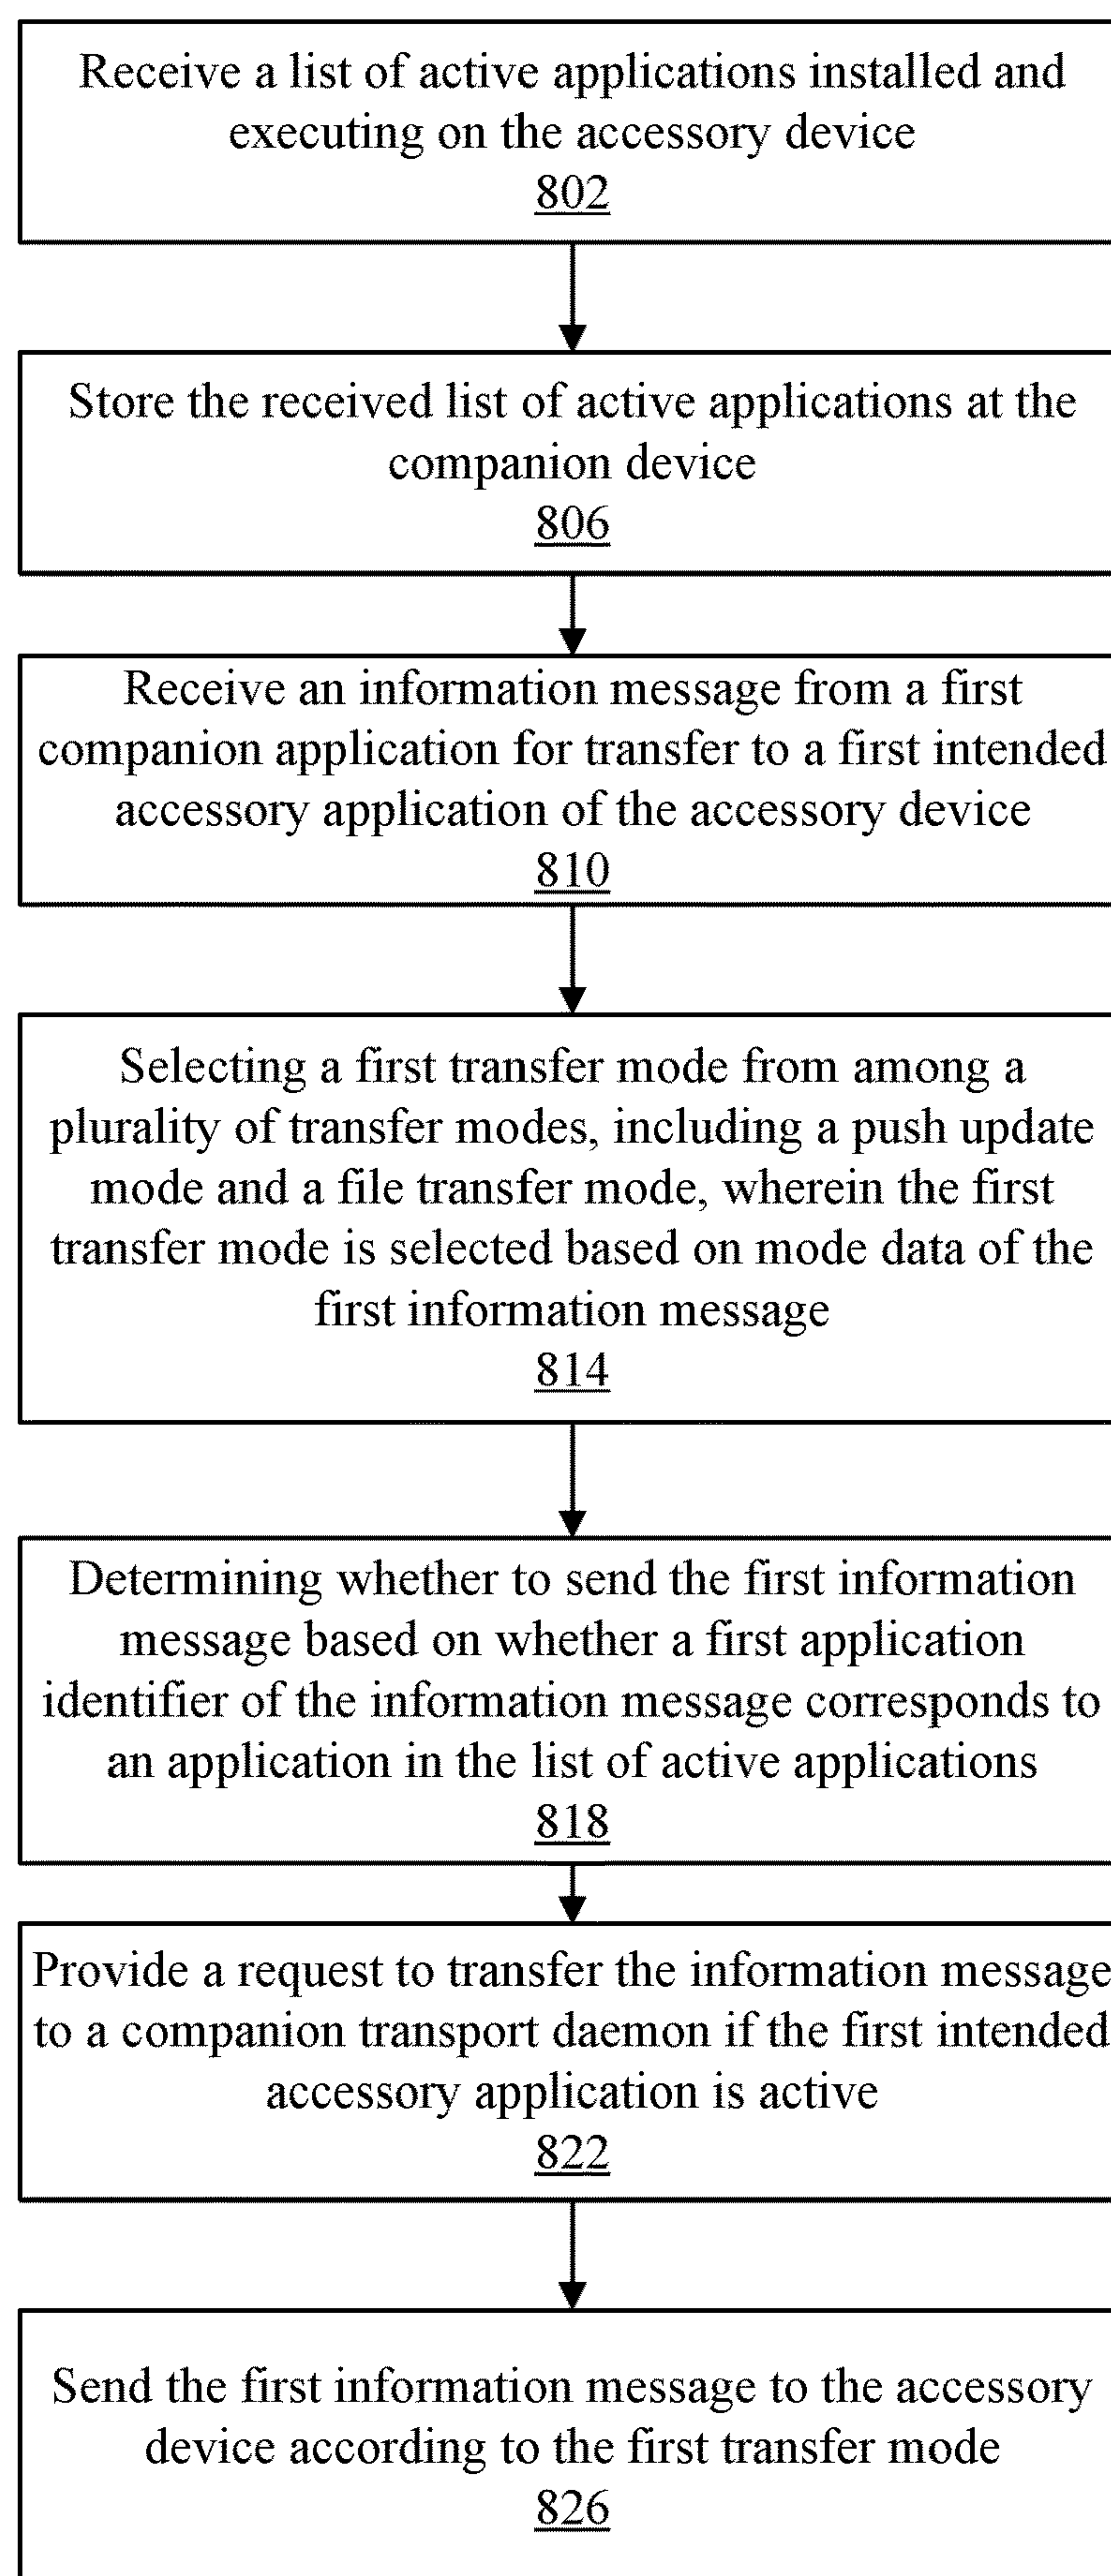 Receive a list of active applications installed and
executing on the accessory device
802
Store the received list of active applications at the
companion device
806
Receive an information message from a first
companion application for transfer to a first intended
accessory application of the accessory device
810
Selecting a first transfer mode from among a
plurality of transfer modes, including a push update
mode and a file transfer mode, wherein the first
transfer mode is selected based on mode data of the
first information message
814
Determining whether to send the first information
message based on whether a first application
identifier of the information message corresponds to
an application in the list of active applications
818
Provide a request to transfer the information message
to a companion transport daemon if the first intended
accessory application is active
822
Send the first information message to the accessory
device according to the first transfer mode
826